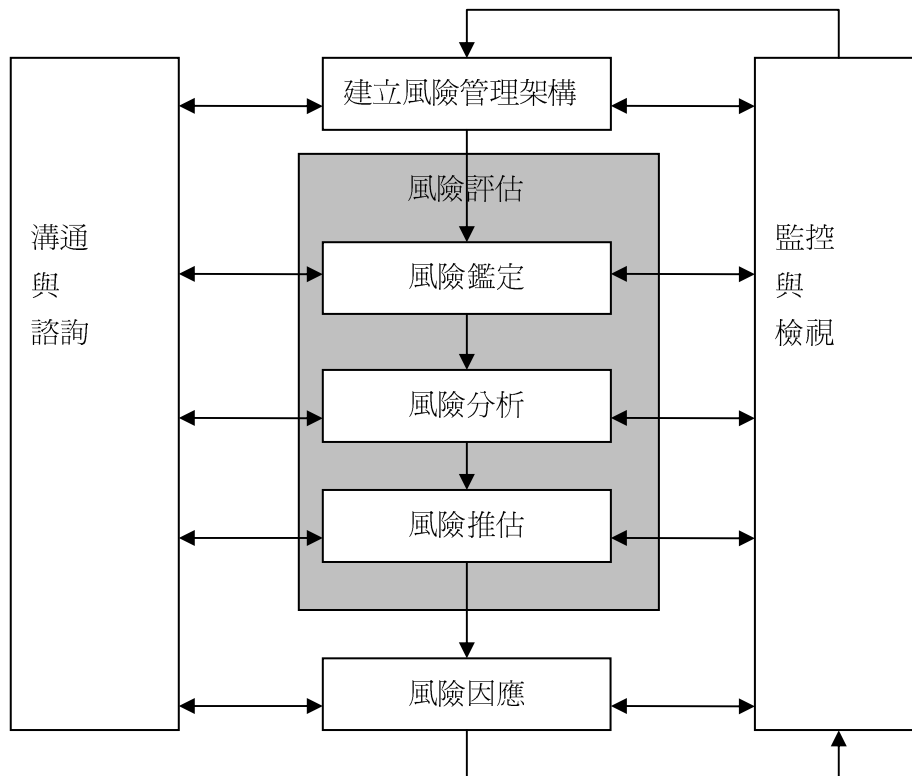 建立風險管理架構
風險評估
溝通
與
諮詢
風險鑑定
監控
與
檢視
風險分析
風險推估
風險因應